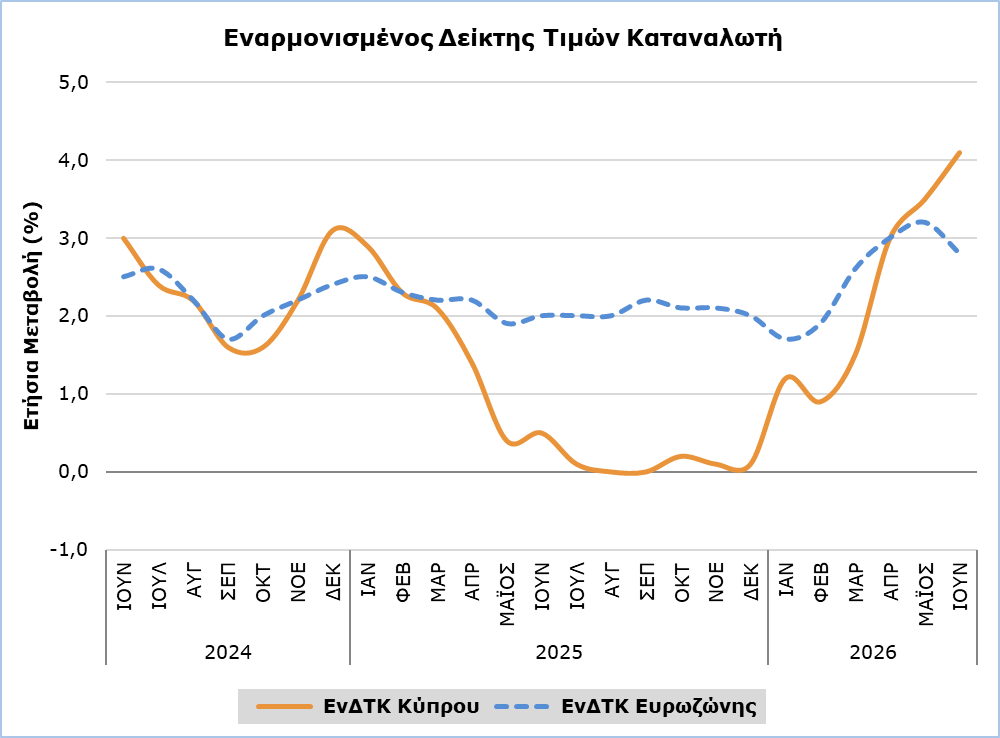 Εναρμονισμένος Δείκτης Τιμών Καταναλωτή
Ετήσια Μεταβολή (%)
5,0
4,0
3,0
2,0
1,0
0,0
-1,0
ΙΟΥΝ ΙΟΥΛ ΑΥΓ ΣΕΠ ΟΚΤ ΝΟΕ ΔΕΚ ΙΑΝ ΦΕΒ ΜΑΡ ΑΠΡ ΜΑΪΟΣ ΙΟΥΝ ΙΟΥΛ ΑΥΓ ΣΕΠ ΟΚΤ ΝΟΕ ΔΕΚ ΙΑΝ ΦΕΒ ΜΑΡ ΑΠΡ ΜΑΪΟΣ ΙΟΥΝ
2024 2025 2026
ΕνΔΤΚ Κύπρου ΕνΔΤΚ Ευρωζώνης